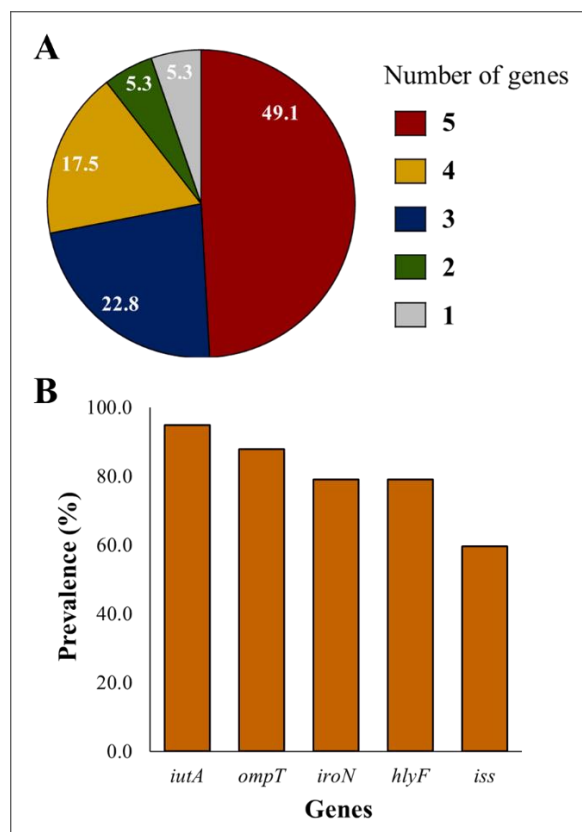 A
5.3
5.3
49.1
17.5
22.8
Number of genes
5
4
3
2
1
B
100.0
80.0
60.0
40.0
20.0
0.0
Prevalence (%)
iutA ompT iroN hlyF iss
Genes